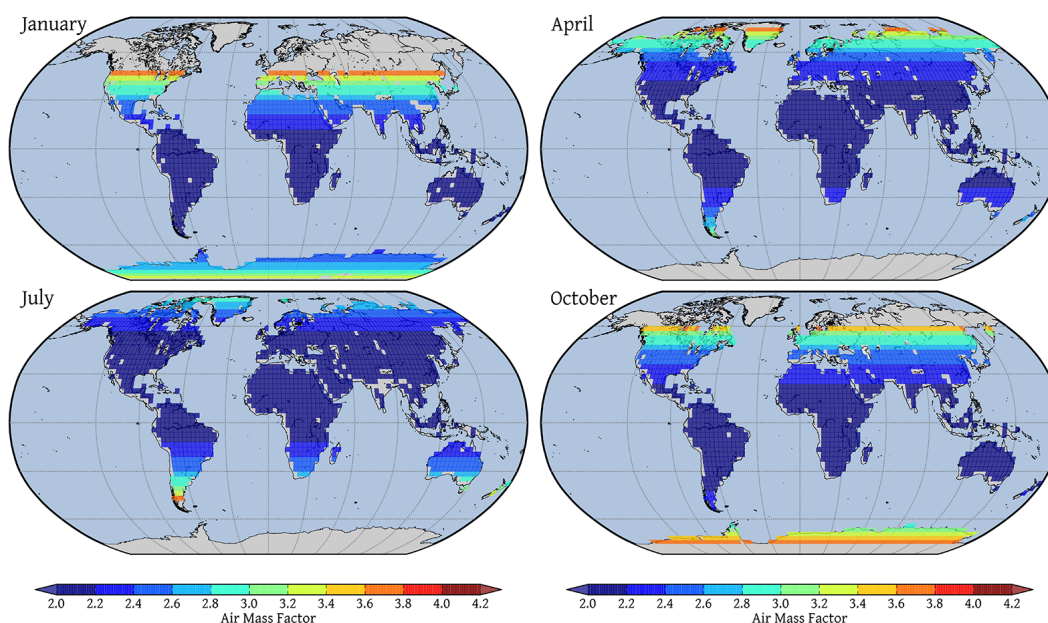 January
April
July
October
2.0 2.2 2.4 2.6 2.8 3.0 3.2 3.4 3.6 3.8 4.0 4.2
Air Mass Factor
2.0 2.2 2.4 2.6 2.8 3.0 3.2 3.4 3.6 3.8 4.0 4.2
Air Mass Factor